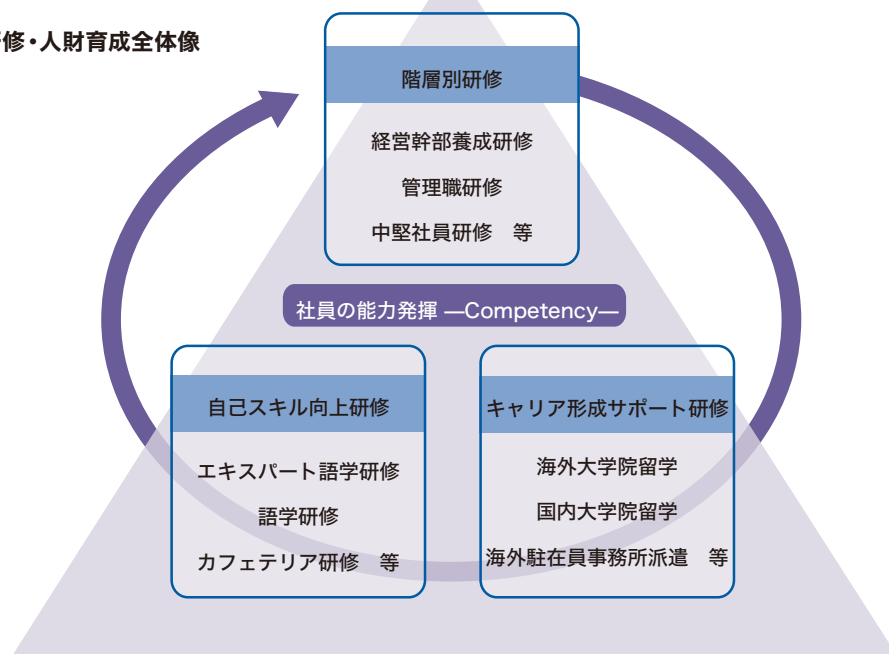 修・人財育成全体像
階層別研修
経営幹部養成研修
管理職研修
中堅社員研修　等
社員の能力発揮 —Competency—
自己スキル向上研修
エキスパート語学研修
語学研修
カフェテリア研修　等
キャリア形成サポート研修
海外大学院留学
国内大学院留学
海外駐在員事務所派遣　等